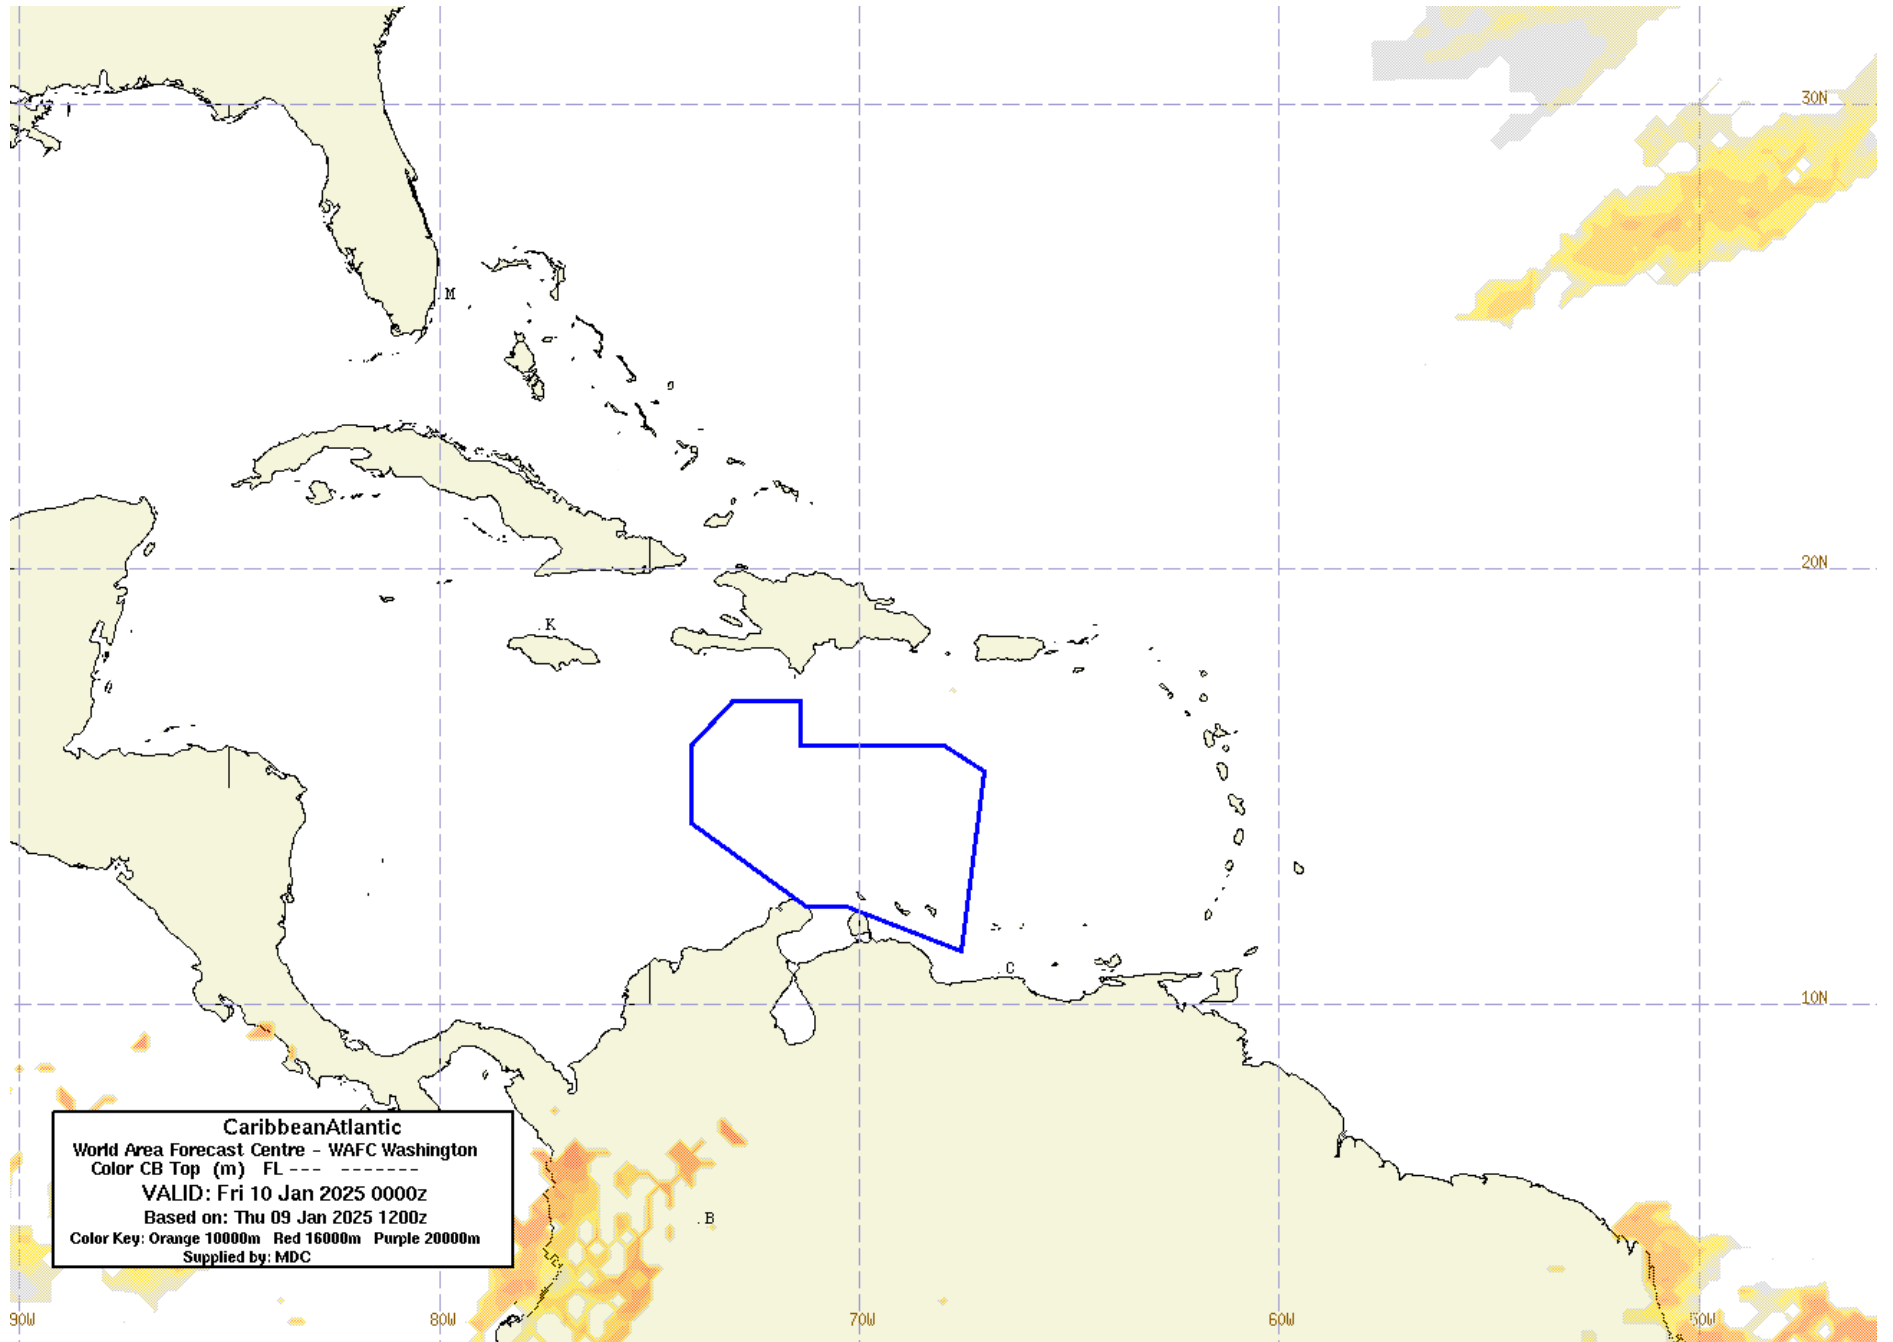 30N
.M
20N
.K
.C
10N
CaribbeanAtlantic
World Area Forecast Centre - WAFC Washington
Color CB Top (m) FL --- -------
VALID: Fri 10 Jan 2025 0000z
Based on: Thu 09 Jan 2025 1200z
Color Key: Orange 10000m Red 16000m Purple 20000m
Supplied by: MDC
.B
90W 80W 70W 60W 50W